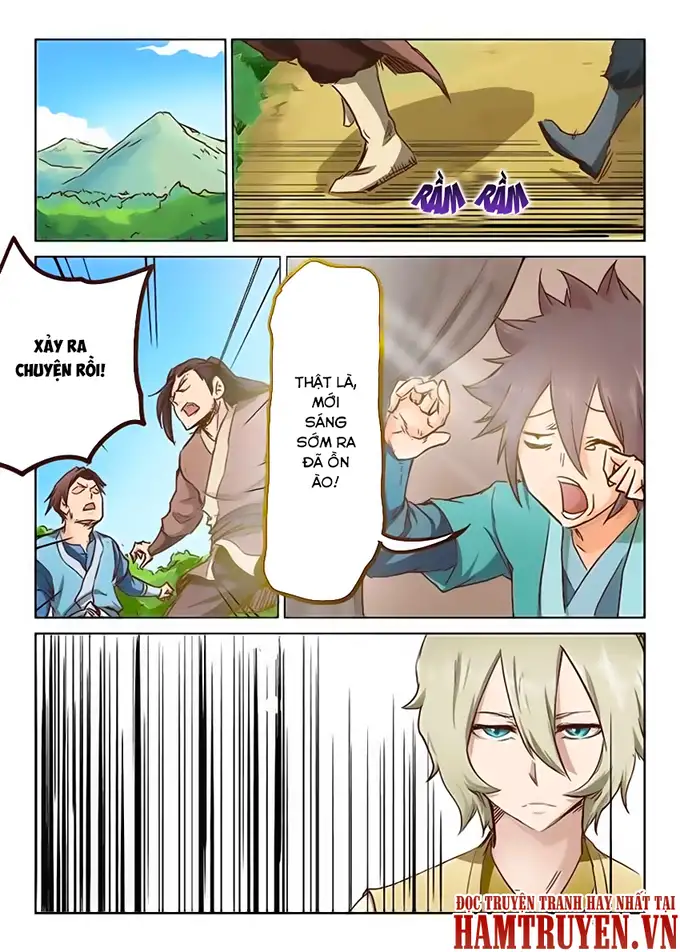 RẦM RẦM
XẢY RA
CHUYỆN RỒI!
THẬT LÀ,
MỚI
SÁNG
SỚM RA
ĐÃ ỒN
ÀO!
ĐỌC TRUYỆN TRANH HAY NHẤT TẠI
HAMTRUYEN.VN